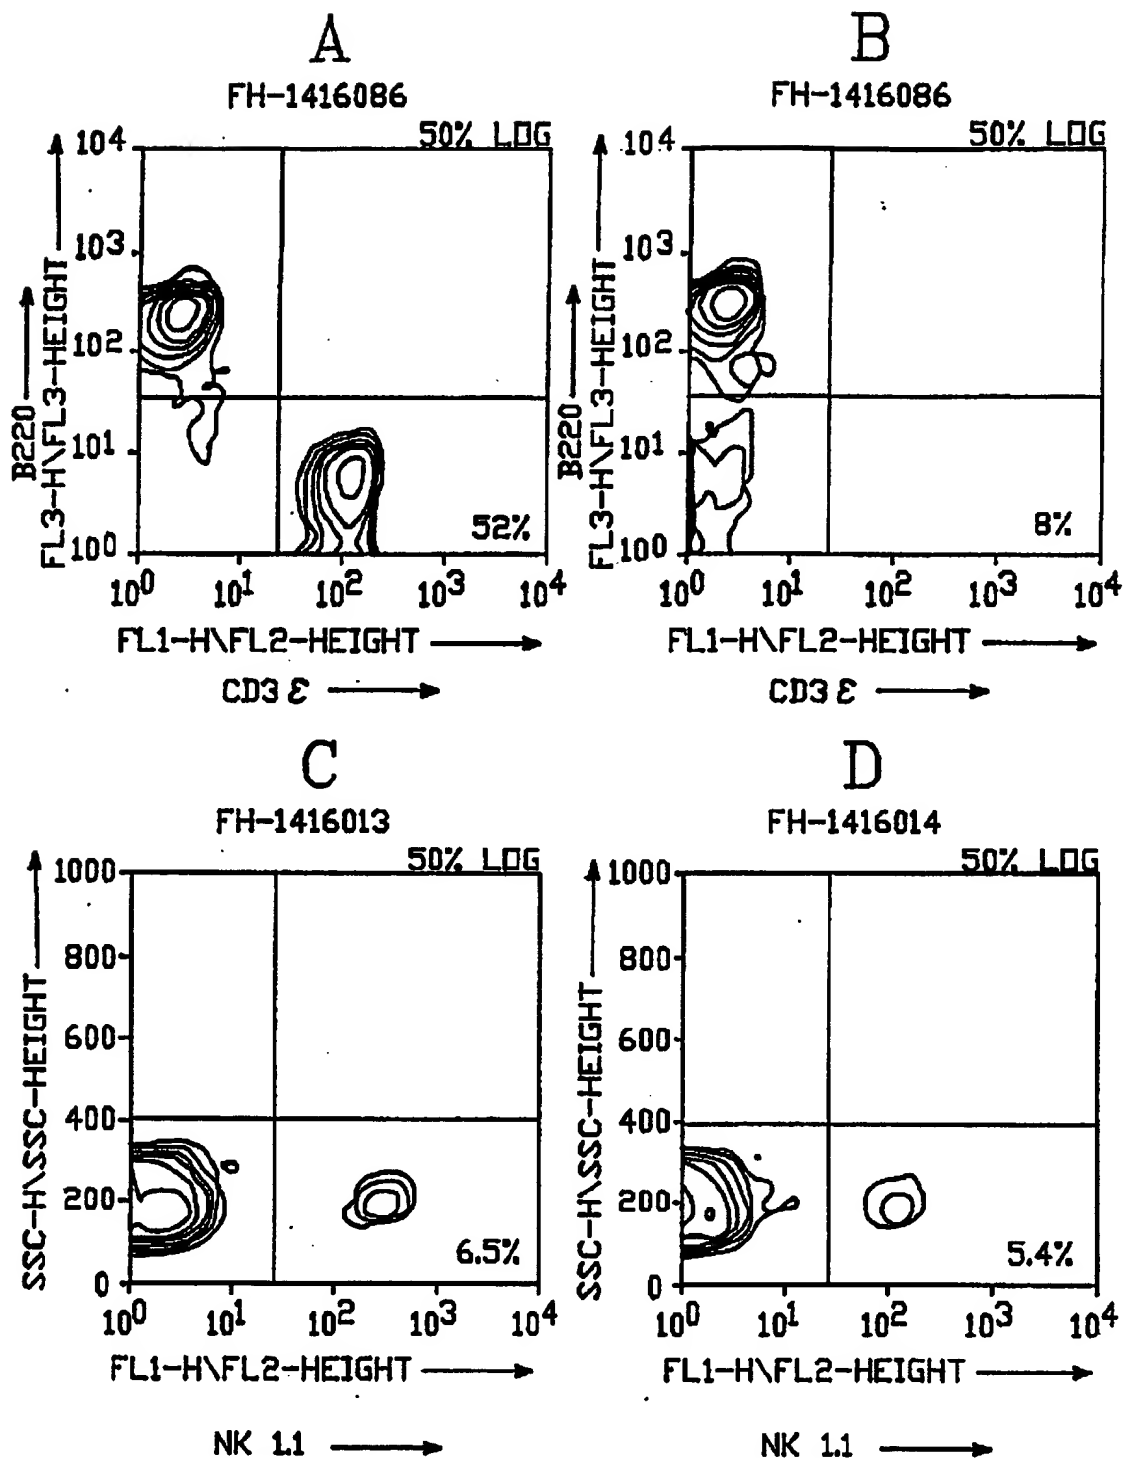 A
FH-1416086
50% LOG
B220
FL3-H\FL3-HEIGHT
10⁴
10³
10²
10¹
10⁰
52%
10⁰ 10¹ 10² 10³ 10⁴
FL1-H\FL2-HEIGHT
CD3 ε
B
FH-1416086
50% LOG
B220
FL3-H\FL3-HEIGHT
10⁴
10³
10²
10¹
10⁰
8%
10⁰ 10¹ 10² 10³ 10⁴
FL1-H\FL2-HEIGHT
CD3 ε
C
FH-1416013
50% LOG
SSC-H\SSC-HEIGHT
1000
800
600
400
200
0
6.5%
10⁰ 10¹ 10² 10³ 10⁴
FL1-H\FL2-HEIGHT
NK 1.1
D
FH-1416014
50% LOG
SSC-H\SSC-HEIGHT
1000
800
600
400
200
0
5.4%
10⁰ 10¹ 10² 10³ 10⁴
FL1-H\FL2-HEIGHT
NK 1.1